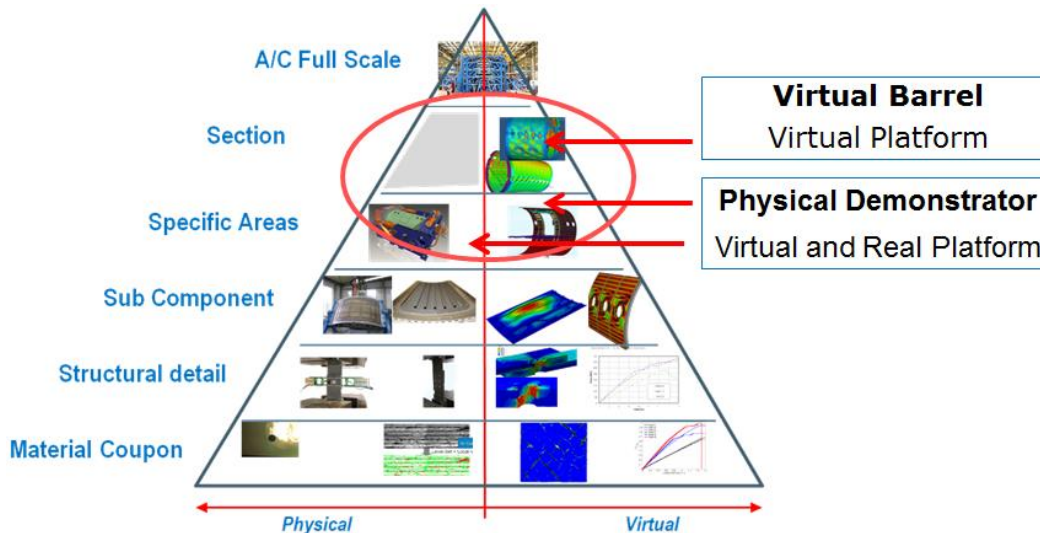 A/C Full Scale
Section
Specific Areas
Sub Component
Structural detail
Material Coupon
Virtual Barrel
Virtual Platform
Physical Demonstrator
Virtual and Real Platform
Physical
Virtual